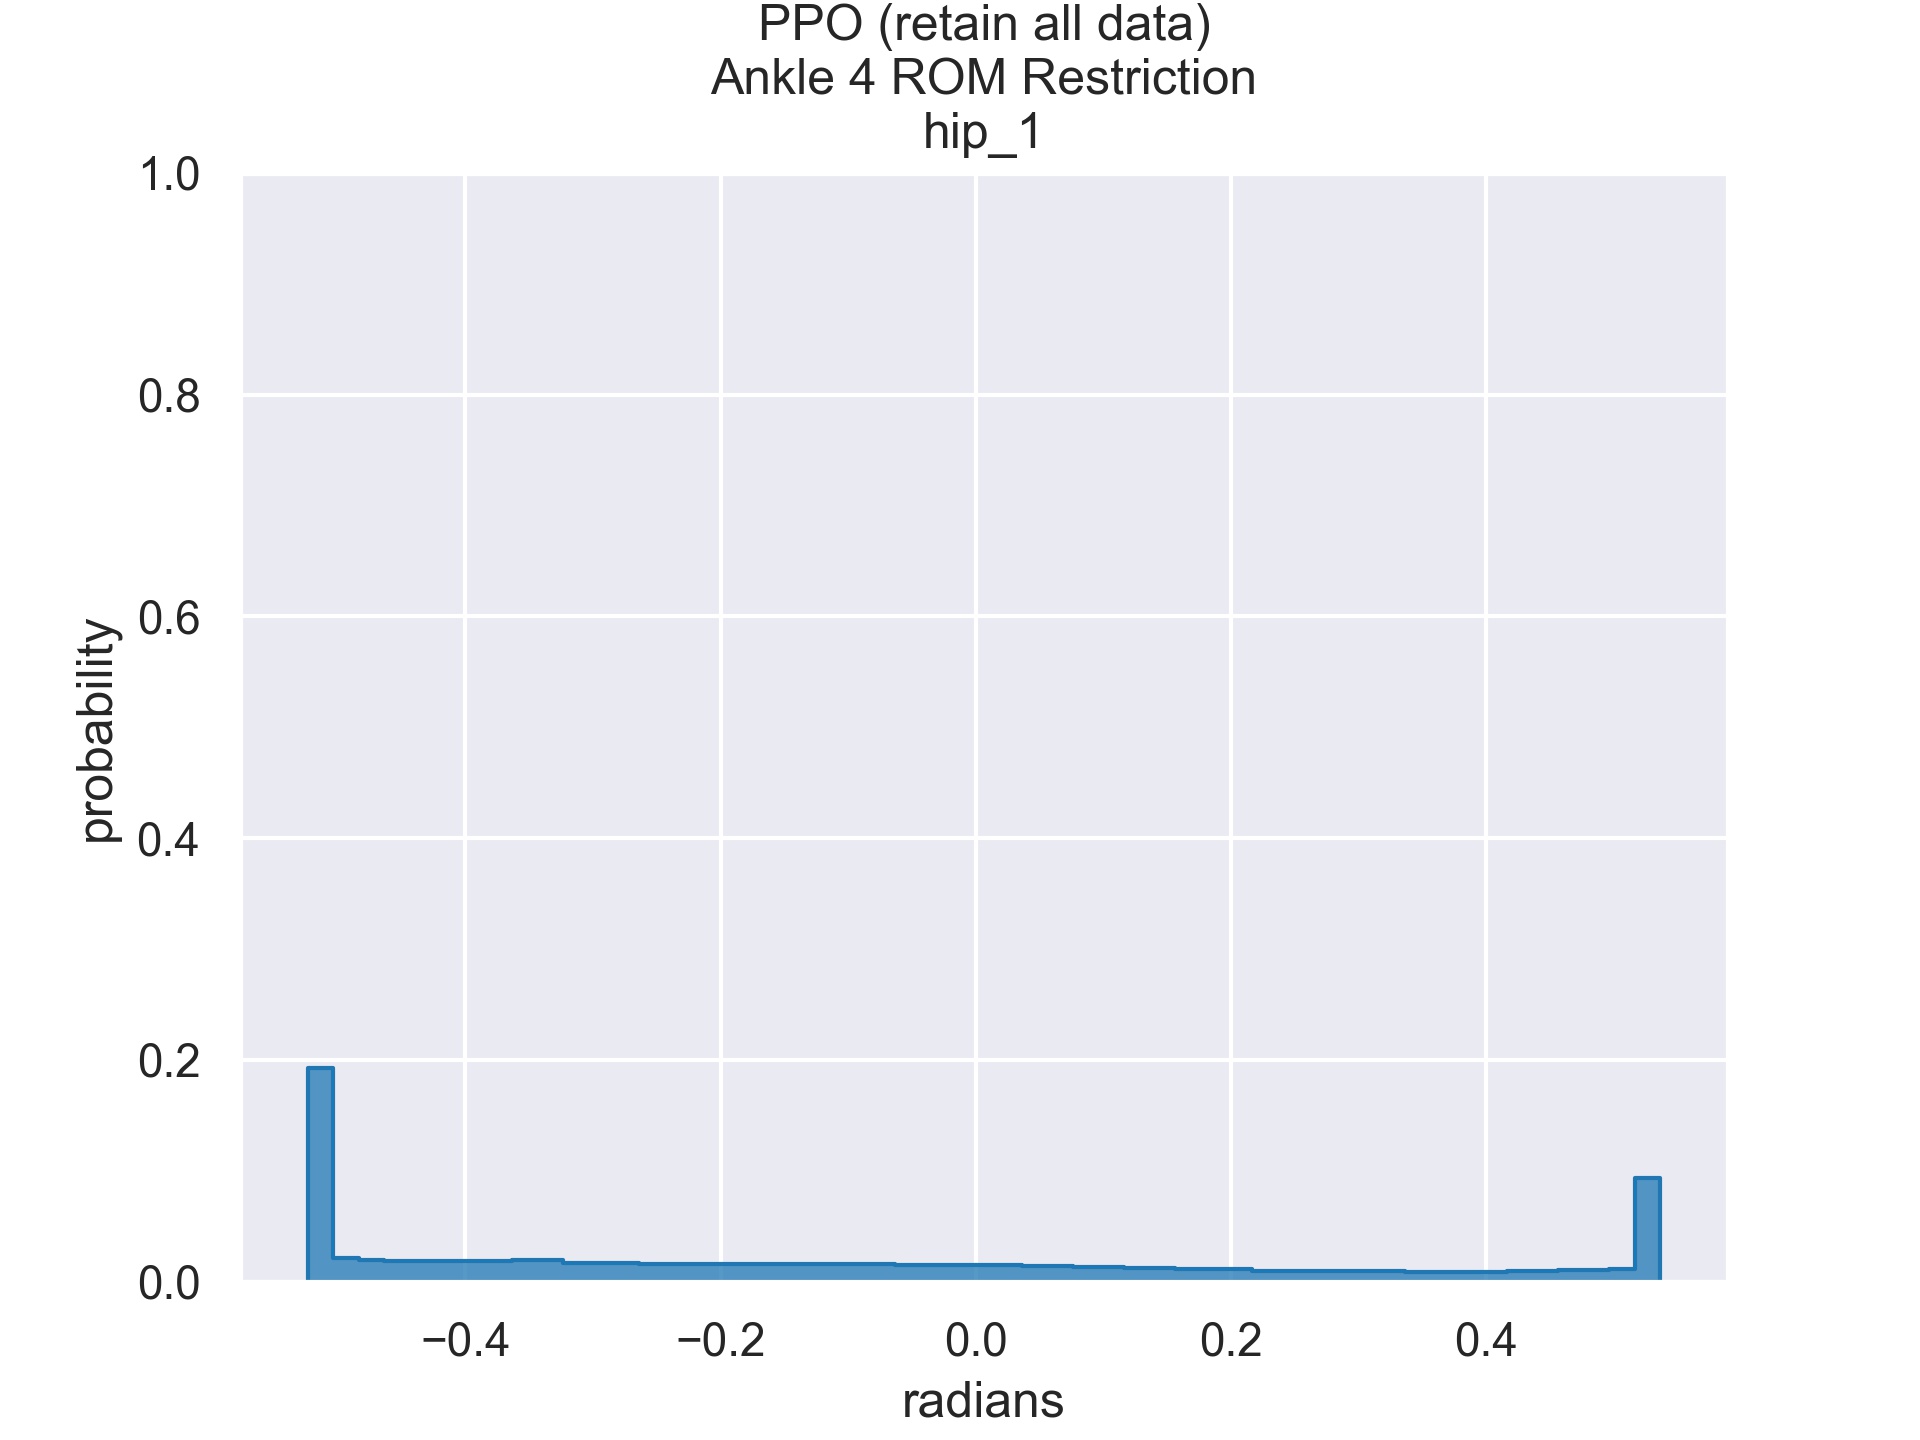 PPO (retain all data)
Ankle 4 ROM Restriction
hip_1
1.0
0.8
0.6
0.4
0.2
0.0
probability
−0.4
−0.2
0.0
0.2
0.4
radians